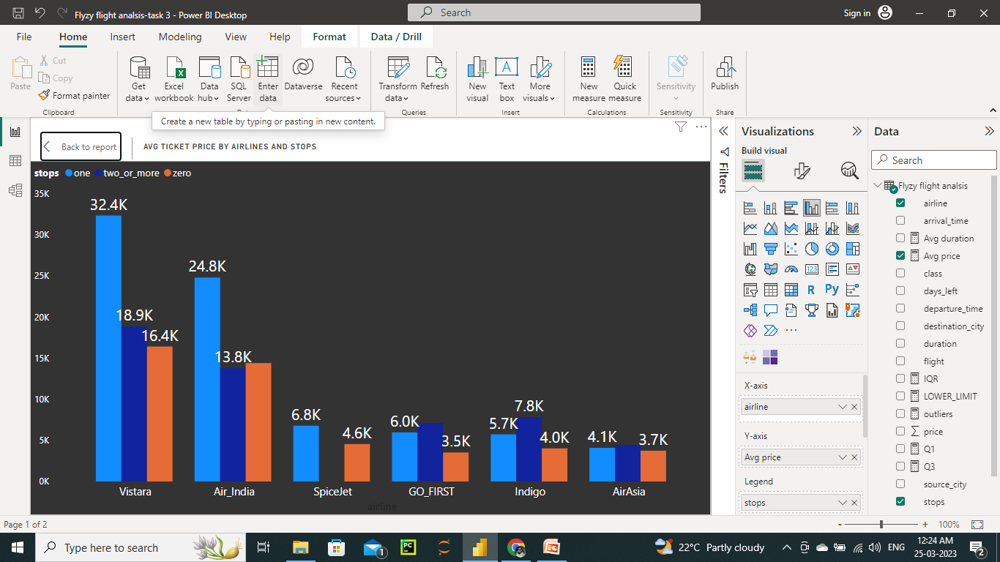 Flyzy flight analsis-task 3 - Power BI Desktop
Search
Sign in
File Home Insert Modeling View Help Format Data / Drill
Paste
Cut
Copy
Format painter
Clipboard
Get data
Excel workbook
Data hub
SQL Server
Enter data
Dataverse
Recent sources
Transform data
Refresh
Queries
New visual
Text box
More visuals
Insert
New measure
Quick measure
Calculations
Sensitivity
Sensitivity
Publish
Share
Create a new table by typing or pasting in new content.
Back to report
AVG TICKET PRICE BY AIRLINES AND STOPS
stops one two_or_more zero
35K
30K
25K
20K
15K
10K
5K
0K
32.4K
18.9K
16.4K
24.8K
13.8K
6.8K
4.6K
6.0K
3.5K
5.7K
7.8K
4.0K
4.1K
3.7K
Vistara Air_India SpiceJet GO_FIRST Indigo AirAsia
airline
Filters
Visualizations
Build visual
R Py
123
X-axis
airline
Y-axis
Avg price
Legend
stops
Data
Search
Flyzy flight analsis
airline
arrival_time
Avg duration
Avg price
class
days_left
departure_time
destination_city
duration
flight
IQR
LOWER_LIMIT
outliers
price
Q1
Q3
source_city
stops
Page 1 of 2
- + 100%
Type here to search
1
PC
22°C Partly cloudy
ENG
12:24 AM
25-03-2023
2